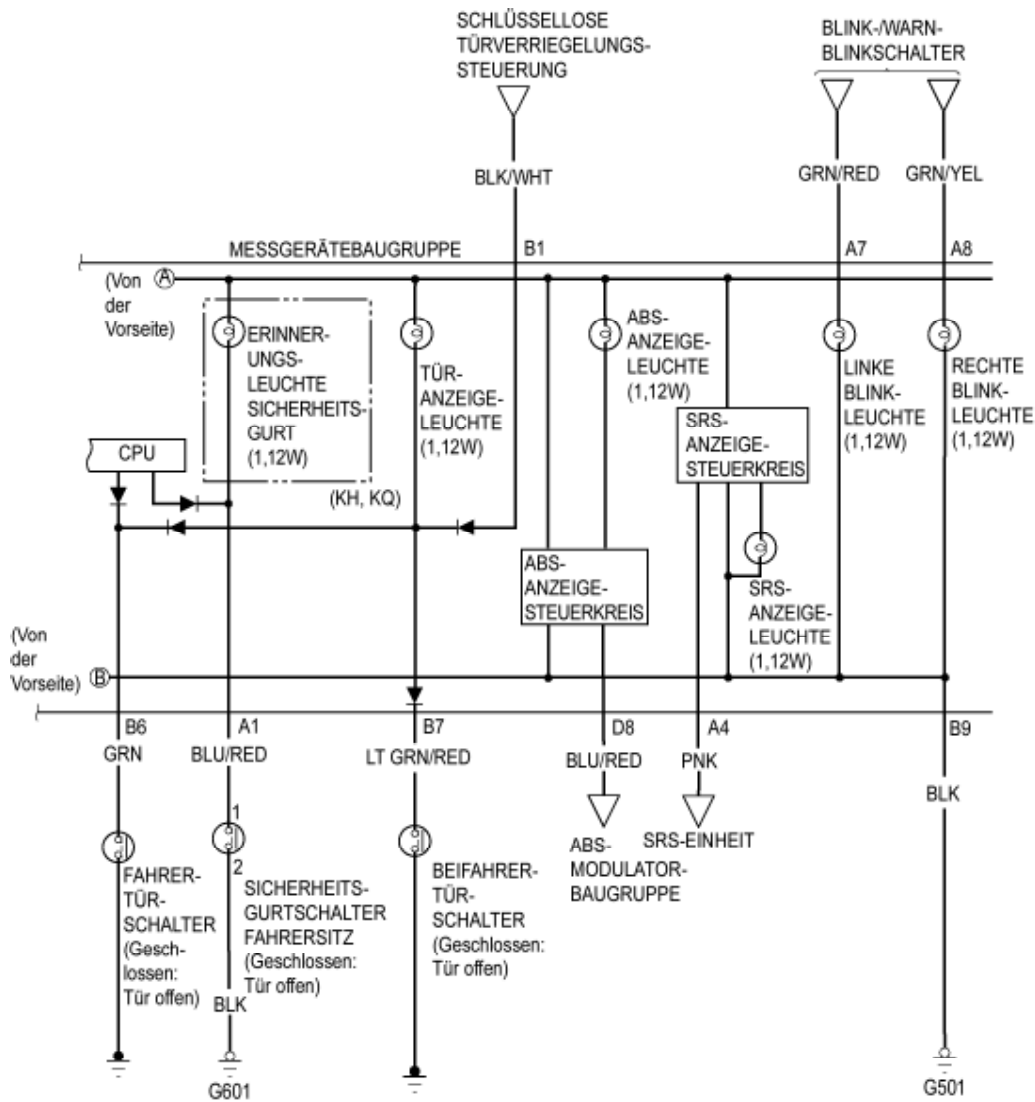 SCHLÜSSELLOSE
TÜRVERRIEGELUNGS-
STEUERUNG
BLINK-/WARN-
BLINKSCHALTER
BLK/WHT
GRN/RED
GRN/YEL
MESSGERÄTEBAUGRUPPE
B1
A7
A8
(Von
der
Vorseite)
A
ERINNER-
UNGS-
LEUCHTE
SICHERHEITS-
GURT
(1,12W)
(KH, KQ)
TÜR-
ANZEIGE-
LEUCHTE
(1,12W)
ABS-
ANZEIGE-
LEUCHTE
(1,12W)
SRS-
ANZEIGE-
STEUERKREIS
LINKE
BLINK-
LEUCHTE
(1,12W)
RECHTE
BLINK-
LEUCHTE
(1,12W)
CPU
ABS-
ANZEIGE-
STEUERKREIS
SRS-
ANZEIGE-
LEUCHTE
(1,12W)
(Von
der
Vorseite)
B
B6
A1
B7
D8
A4
B9
GRN
BLU/RED
LT GRN/RED
BLU/RED
PNK
BLK
1
2
FAHRER-
TÜR-
SCHALTER
(Gesch-
lossen:
Tür offen)
SICHERHEITS-
GURTSCHALTER
FAHRERSITZ
(Geschlossen:
Tür offen)
BEIFAHRER-
TÜR-
SCHALTER
(Geschlossen:
Tür offen)
ABS-
MODULATOR-
BAUGRUPPE
SRS-EINHEIT
BLK
G601
G501